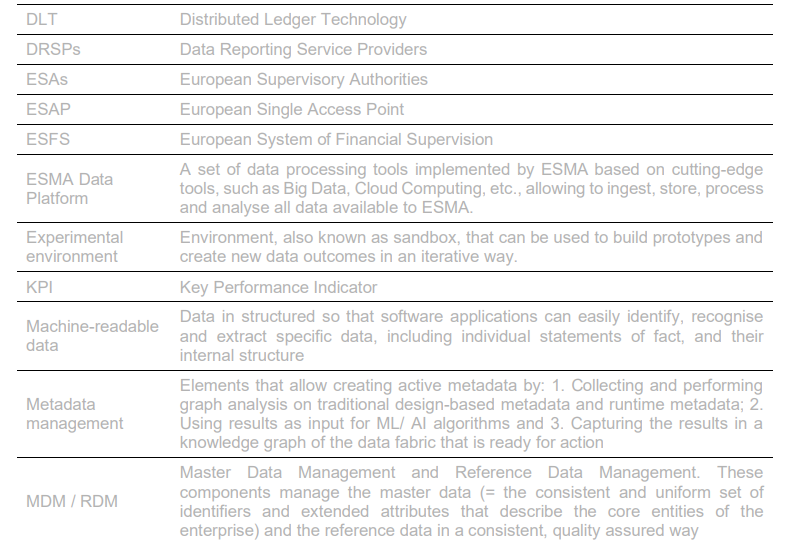 DLT Distributed Ledger Technology
DRSPs Data Reporting Service Providers
ESAs European Supervisory Authorities
ESAP European Single Access Point
ESFS European System of Financial Supervision
ESMA Data
Platform
A set of data processing tools implemented by ESMA based on cutting-edge
tools, such as Big Data, Cloud Computing, etc., allowing to ingest, store, process
and analyse all data available to ESMA.
Experimental
environment
Environment, also known as sandbox, that can be used to build prototypes and
create new data outcomes in an iterative way.
KPI Key Performance Indicator
Machine-readable
data
Data in structured so that software applications can easily identify, recognise
and extract specific data, including individual statements of fact, and their
internal structure
Metadata
management
Elements that allow creating active metadata by: 1. Collecting and performing
graph analysis on traditional design-based metadata and runtime metadata; 2.
Using results as input for ML/ AI algorithms and 3. Capturing the results in a
knowledge graph of the data fabric that is ready for action
MDM / RDM
Master Data Management and Reference Data Management. These
components manage the master data (= the consistent and uniform set of
identifiers and extended attributes that describe the core entities of the
enterprise) and the reference data in a consistent, quality assured way